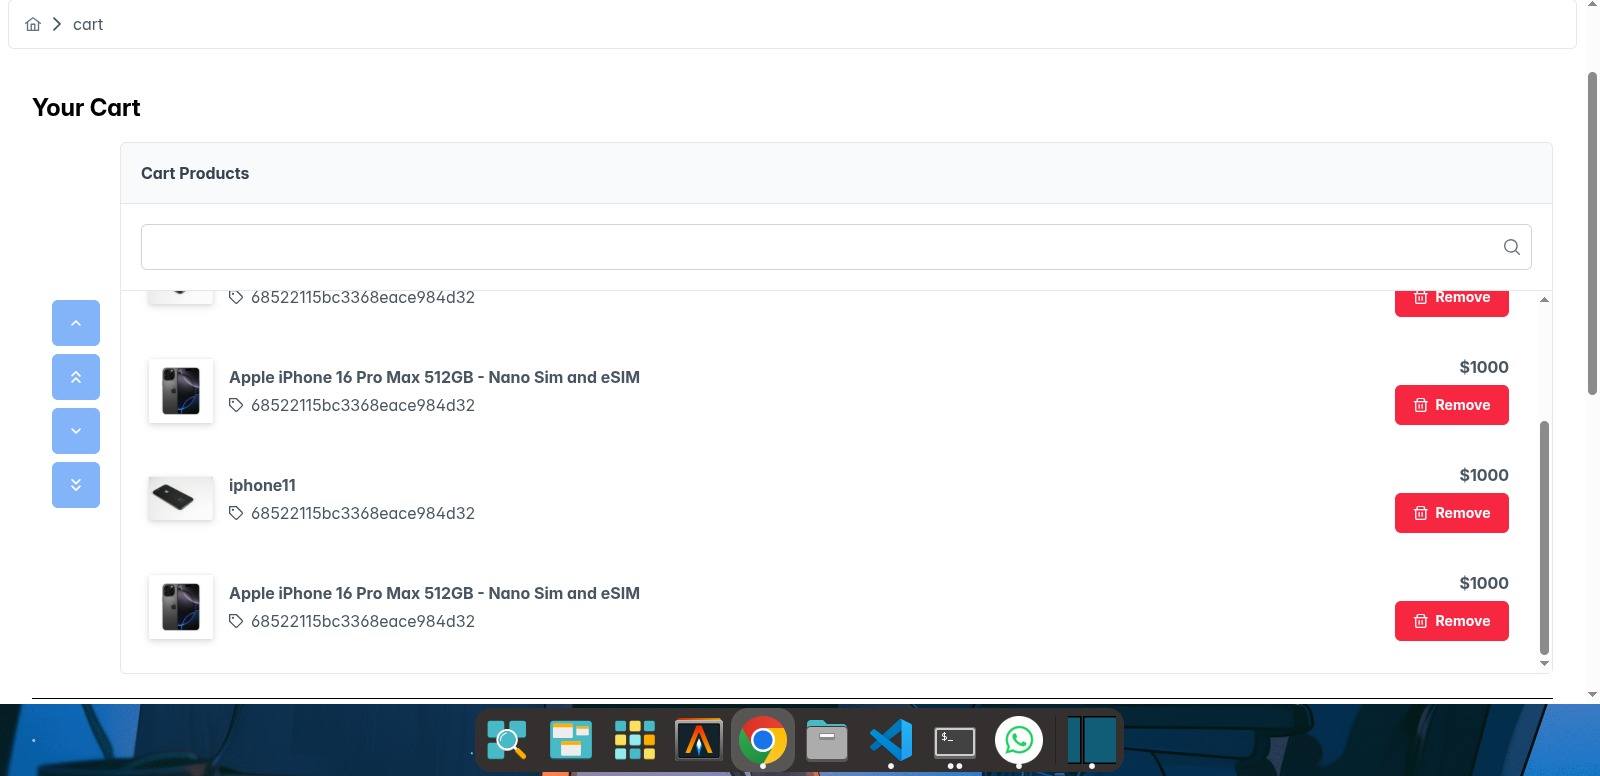 cart
Your Cart
Cart Products
68522115bc3368eace984d32
Remove
Apple iPhone 16 Pro Max 512GB - Nano Sim and eSIM
$1000
68522115bc3368eace984d32
Remove
iphone11
$1000
68522115bc3368eace984d32
Remove
Apple iPhone 16 Pro Max 512GB - Nano Sim and eSIM
$1000
68522115bc3368eace984d32
Remove
$_